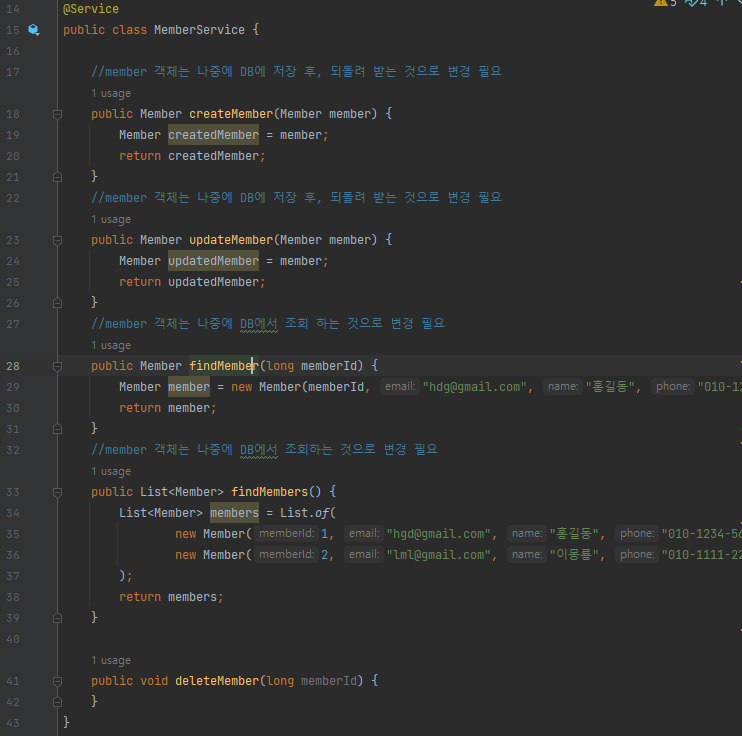 5 4
14 @Service
15 public class MemberService {
16
17 //member 객체는 나중에 DB에 저장 후, 되돌려 받는 것으로 변경 필요
1 usage
18 public Member createMember(Member member) {
19 Member createdMember = member;
20 return createdMember;
21 }
22 //member 객체는 나중에 DB에 저장 후, 되돌려 받는 것으로 변경 필요
1 usage
23 public Member updateMember(Member member) {
24 Member updatedMember = member;
25 return updatedMember;
26 }
27 //member 객체는 나중에 DB에서 조회 하는 것으로 변경 필요
1 usage
28 public Member findMember(long memberId) {
29 Member member = new Member(memberId, email: "hdg@gmail.com", name: "홍길동", phone: "010-12
30 return member;
31 }
32 //member 객체는 나중에 DB에서 조회하는 것으로 변경 필요
1 usage
33 public List<Member> findMembers() {
34 List<Member> members = List.of(
35 new Member( memberId: 1, email: "hgd@gmail.com", name: "홍길동", phone: "010-1234-56
36 new Member( memberId: 2, email: "lml@gmail.com", name: "이몽룡", phone: "010-1111-22
37 );
38 return members;
39 }
40
1 usage
41 public void deleteMember(long memberId) {
42 }
43 }